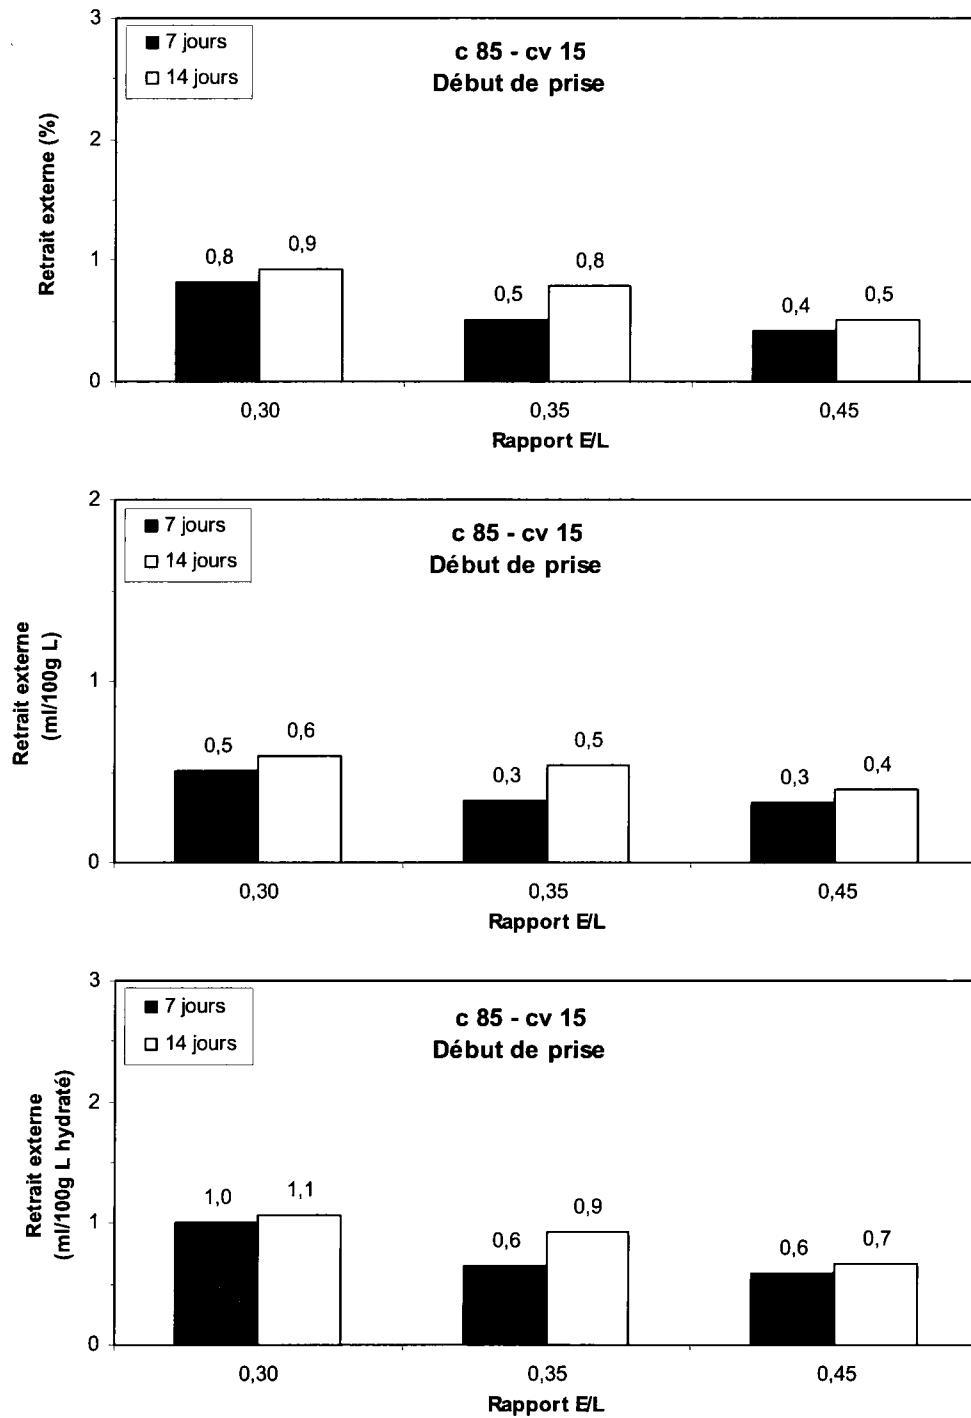 3
7 jours
14 jours
c 85 - cv 15
Début de prise
Retrait externe (%)
2
1
0
0,8
0,9
0,5
0,8
0,4
0,5
0,30
0,35
0,45
Rapport E/L
2
7 jours
14 jours
c 85 - cv 15
Début de prise
Retrait externe
(ml/100g L)
1
0
0,5
0,6
0,3
0,5
0,3
0,4
0,30
0,35
0,45
Rapport E/L
3
7 jours
14 jours
c 85 - cv 15
Début de prise
Retrait externe
(ml/100g L hydraté)
2
1
0
1,0
1,1
0,6
0,9
0,6
0,7
0,30
0,35
0,45
Rapport E/L